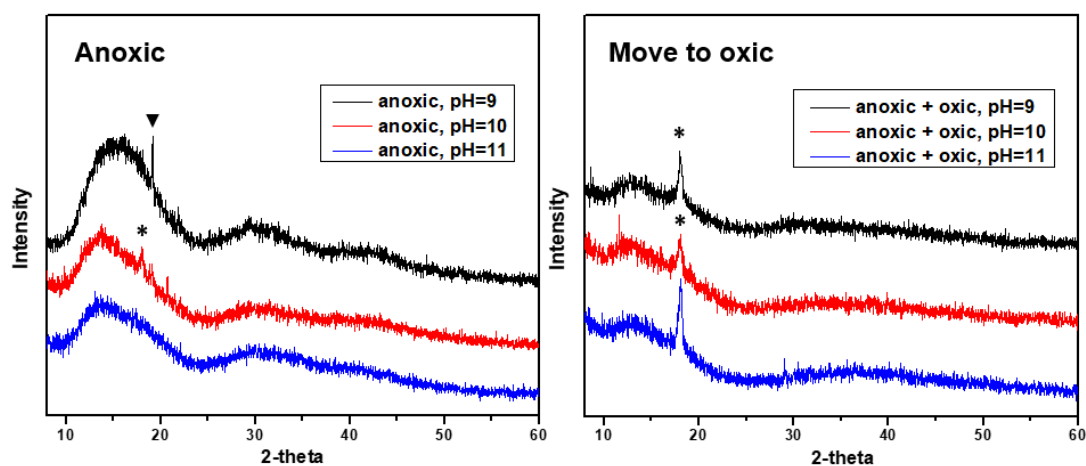 Anoxic
anoxic, pH=9
anoxic, pH=10
anoxic, pH=11
*
Intensity
10 20 30 40 50 60
2-theta
Move to oxic
anoxic + oxic, pH=9
anoxic + oxic, pH=10
anoxic + oxic, pH=11
*
*
Intensity
10 20 30 40 50 60
2-theta